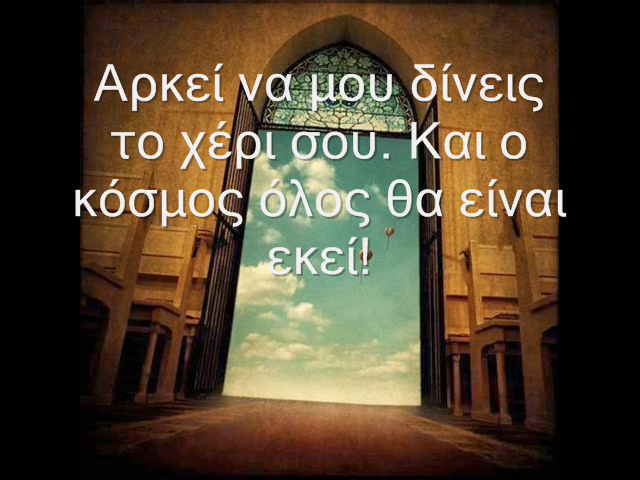 Αρκεί να μου δίνεις
το χέρι σου. Και ο
κόσμος όλος θα είναι
εκεί!